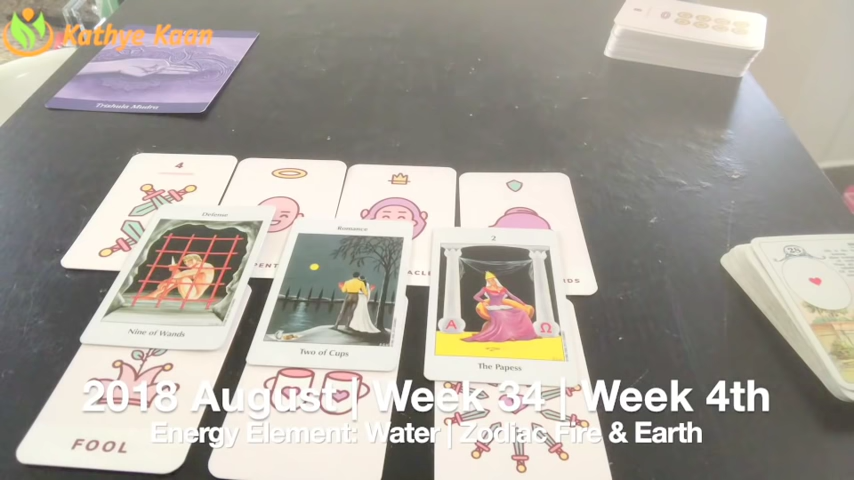 Kathye Kaan
Trishula Mudra
4
Defense
Nine of Wands
Romance
Two of Cups
2
A
Ω
The Papess
FOOL
2018 August | Week 34 | Week 4th
Energy Element: Water | Zodiac Fire & Earth